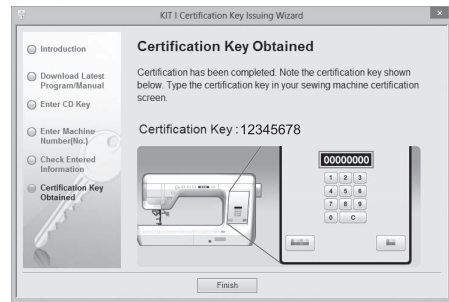 KIT I Certification Key Issuing Wizard
×
Introduction
Download Latest
Program/Manual
Enter CD Key
Enter Machine
Number(No.)
Check Entered
Information
Certification Key
Obtained
Certification Key Obtained
Certification has been completed. Note the certification key shown
below. Type the certification key in your sewing machine certification
screen.
Certification Key : 12345678
00000000
1 2 3
4 5 6
7 8 9
0 C
Finish